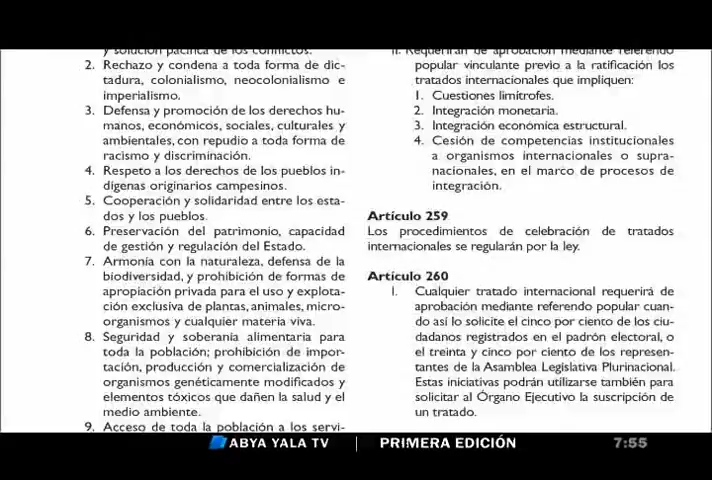 y solución pacífica de los conflictos.
2. Rechazo y condena a toda forma de dic-
tadura, colonialismo, neocolonialismo e
imperialismo.
3. Defensa y promoción de los derechos hu-
manos, económicos, sociales, culturales y
ambientales, con repudio a toda forma de
racismo y discriminación.
4. Respeto a los derechos de los pueblos in-
dígenas originarios campesinos.
5. Cooperación y solidaridad entre los esta-
dos y los pueblos.
6. Preservación del patrimonio, capacidad
de gestión y regulación del Estado.
7. Armonía con la naturaleza, defensa de la
biodiversidad, y prohibición de formas de
apropiación privada para el uso y explota-
ción exclusiva de plantas, animales, micro-
organismos y cualquier materia viva.
8. Seguridad y soberanía alimentaria para
toda la población; prohibición de impor-
tación, producción y comercialización de
organismos genéticamente modificados y
elementos tóxicos que dañen la salud y el
medio ambiente.
9. Acceso de toda la población a los servi-
II. Requerirán de aprobación mediante referendo
popular vinculante previo a la ratificación los
tratados internacionales que impliquen:
1. Cuestiones limítrofes.
2. Integración monetaria.
3. Integración económica estructural.
4. Cesión de competencias institucionales
a organismos internacionales o supra-
nacionales, en el marco de procesos de
integración.
Artículo 259
Los procedimientos de celebración de tratados
internacionales se regularán por la ley.
Artículo 260
I. Cualquier tratado internacional requerirá de
aprobación mediante referendo popular cuan-
do así lo solicite el cinco por ciento de los ciu-
dadanos registrados en el padrón electoral, o
el treinta y cinco por ciento de los represen-
tantes de la Asamblea Legislativa Plurinacional.
Estas iniciativas podrán utilizarse también para
solicitar al Órgano Ejecutivo la suscripción de
un tratado.
ABYA YALA TV | PRIMERA EDICIÓN 7:55